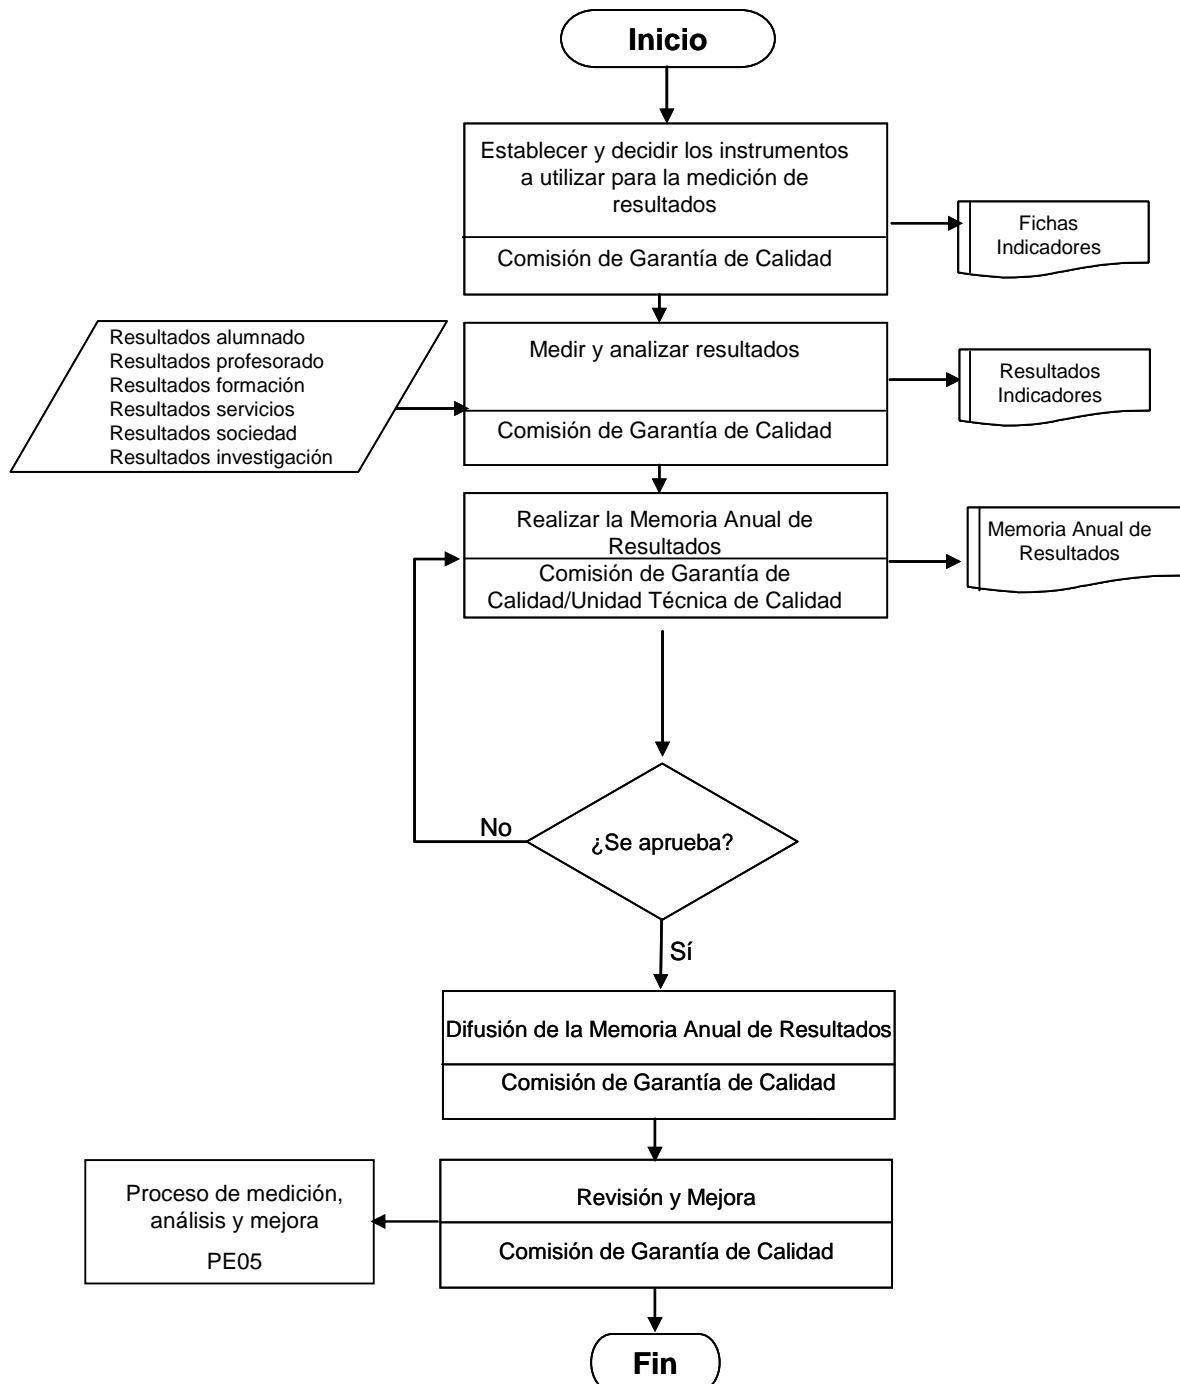 Inicio
Establecer y decidir los instrumentos
a utilizar para la medición de
resultados
Comisión de Garantía de Calidad
Fichas
Indicadores
Resultados alumnado
Resultados profesorado
Resultados formación
Resultados servicios
Resultados sociedad
Resultados investigación
Medir y analizar resultados
Comisión de Garantía de Calidad
Resultados
Indicadores
Realizar la Memoria Anual de
Resultados
Comisión de Garantía de
Calidad/Unidad Técnica de Calidad
Memoria Anual de
Resultados
No
¿Se aprueba?
Sí
Difusión de la Memoria Anual de Resultados
Comisión de Garantía de Calidad
Revisión y Mejora
Comisión de Garantía de Calidad
Proceso de medición,
análisis y mejora
PE05
Fin